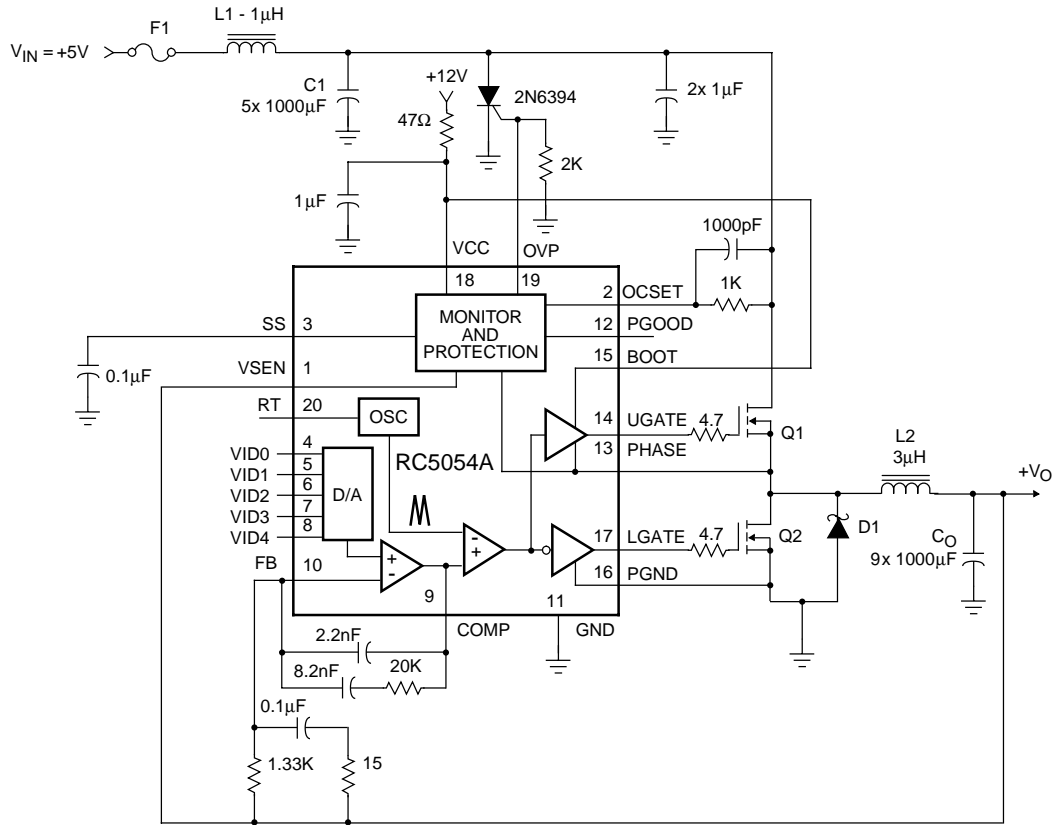 L1 - 1µH
F1
VIN = +5V
C1
5x 1000µF
+12V
2N6394
2x 1µF
47Ω
2K
1µF
1000pF
VCC
OVP
18
19
2
OCSET
1K
SS
3
MONITOR
AND
PROTECTION
12
PGOOD
15
BOOT
0.1µF
VSEN
1
RT
20
OSC
14
UGATE
4.7
Q1
13
PHASE
L2
3µH
+VO
VID0
4
VID1
5
VID2
6
VID3
7
VID4
8
D/A
RC5054A
-
+
17
LGATE
4.7
Q2
D1
CO
9x 1000µF
FB
10
+
-
16
PGND
9
11
COMP
GND
2.2nF
8.2nF
20K
0.1µF
1.33K
15